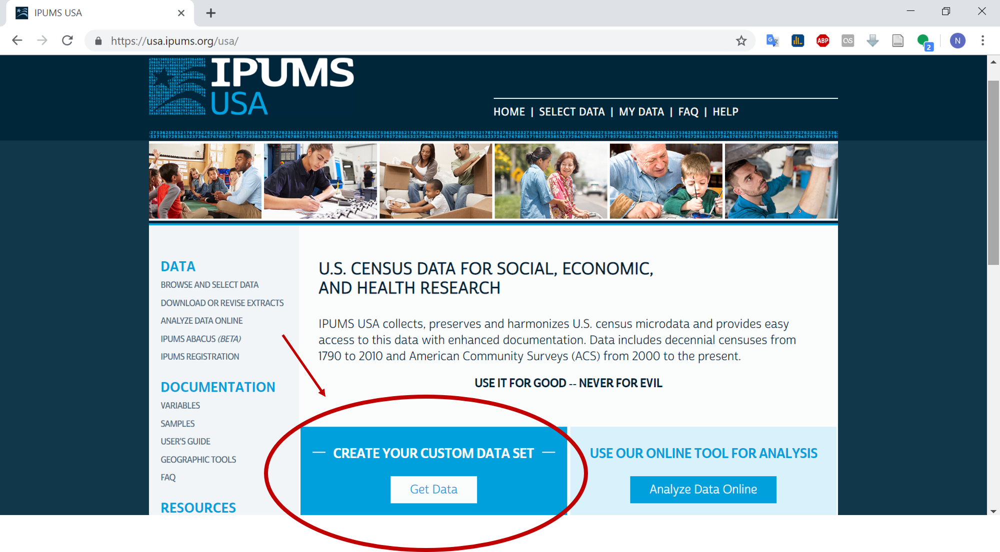 IPUMS USA
https://usa.ipums.org/usa/
ABP
2
N
IPUMS
USA
HOME | SELECT DATA | MY DATA | FAQ | HELP
DATA
BROWSE AND SELECT DATA
DOWNLOAD OR REVISE EXTRACTS
ANALYZE DATA ONLINE
IPUMS ABACUS (BETA)
IPUMS REGISTRATION
DOCUMENTATION
VARIABLES
SAMPLES
USER'S GUIDE
GEOGRAPHIC TOOLS
FAQ
RESOURCES
U.S. CENSUS DATA FOR SOCIAL, ECONOMIC,
AND HEALTH RESEARCH
IPUMS USA collects, preserves and harmonizes U.S. census microdata and provides easy
access to this data with enhanced documentation. Data includes decennial censuses from
1790 to 2010 and American Community Surveys (ACS) from 2000 to the present.
USE IT FOR GOOD -- NEVER FOR EVIL
CREATE YOUR CUSTOM DATA SET
Get Data
USE OUR ONLINE TOOL FOR ANALYSIS
Analyze Data Online